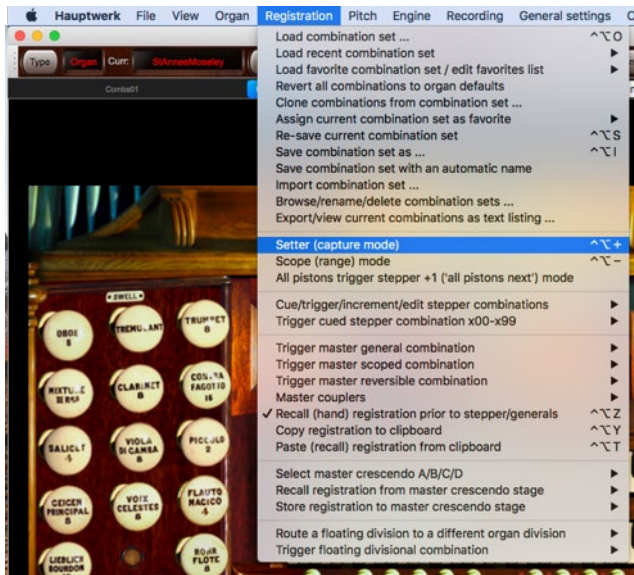 Hauptwerk File View Organ Registration Pitch Engine Recording General settings
Type Organ Curr: StAnnesMoseley
Combs01
Load combination set ... ^⌥O
Load recent combination set ▶
Load favorite combination set / edit favorites list ▶
Revert all combinations to organ defaults
Clone combinations from combination set ...
Assign current combination set as favorite ▶
Re-save current combination set ^⌥S
Save combination set as ... ^⌥I
Save combination set with an automatic name
Import combination set ...
Browse/rename/delete combination sets ...
Export/view current combinations as text listing ...
Setter (capture mode) ^⌥+
Scope (range) mode ^⌥-
All pistons trigger stepper +1 ('all pistons next') mode
Cue/trigger/increment/edit stepper combinations ▶
Trigger cued stepper combination x00-x99 ▶
Trigger master general combination ▶
Trigger master scoped combination ▶
Trigger master reversible combination ▶
Master couplers ▶
✓ Recall (hand) registration prior to stepper/generals ^⌥Z
Copy registration to clipboard ^⌥Y
Paste (recall) registration from clipboard ^⌥T
Select master crescendo A/B/C/D ▶
Recall registration from master crescendo stage ▶
Store registration to master crescendo stage ▶
Route a floating division to a different organ division ▶
Trigger floating divisional combination ▶
• SWELL •
OBOE 8
TREMULANT
TRUMPET 8
MIXTURE
CLARINET 8
CONTRA FAGOTTO 16
SALICET 4
VIOLA DI GAMBA 8
PICCOLO 2
GEIGEN PRINCIPAL 8
VOIX CELESTES 8
FLAUTO MAGICO 4
LIEBLICH BOURDON
ROHR FLÖTE 8